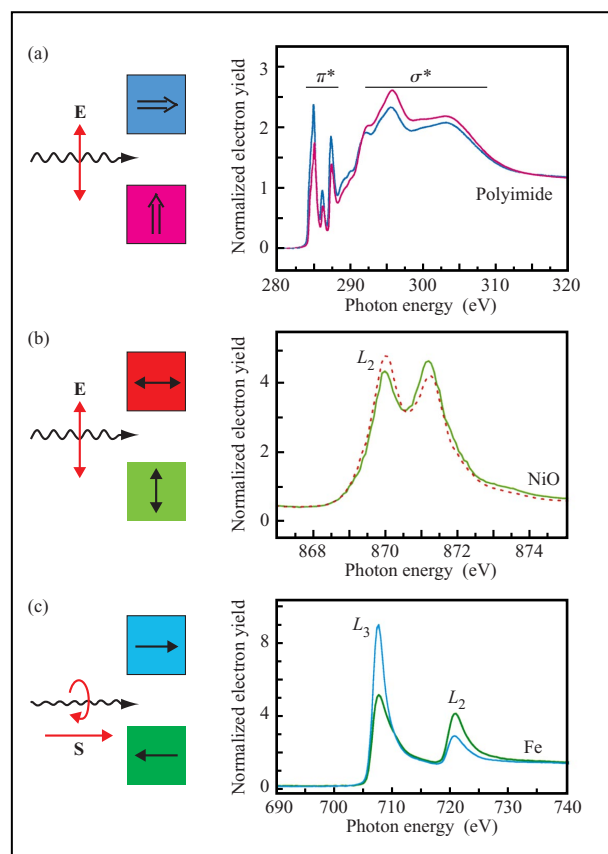 (a)
E
π* σ*
Normalized electron yield
3
2
1
0
Polyimide
280 290 300 310 320
Photon energy (eV)
(b)
E
L2
Normalized electron yield
4
2
0
NiO
868 870 872 874
Photon energy (eV)
(c)
S
L3
L2
Normalized electron yield
8
4
0
Fe
690 700 710 720 730 740
Photon energy (eV)